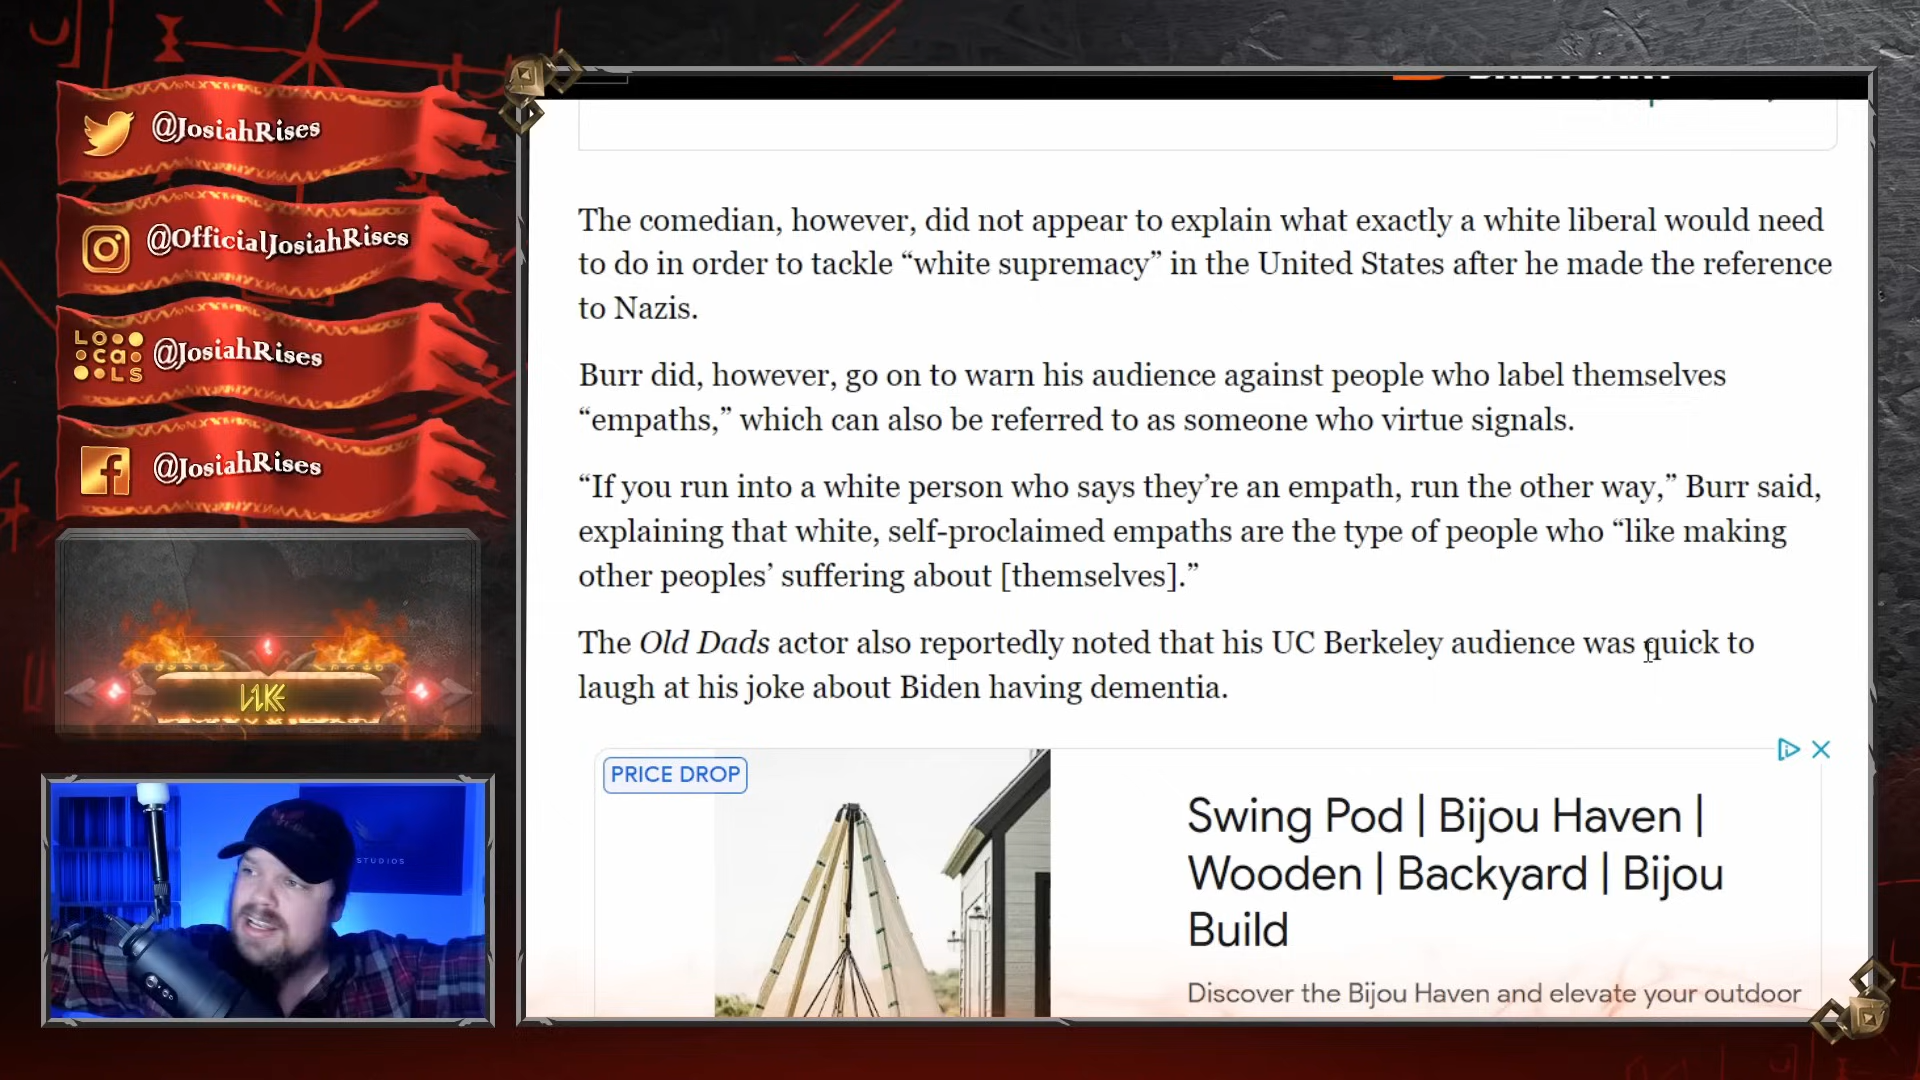 @JosiahRises
@OfficialJosiahRises
LOCALS
@JosiahRises
@JosiahRises
LIKE
STUDIOS
The comedian, however, did not appear to explain what exactly a white liberal would need
to do in order to tackle “white supremacy” in the United States after he made the reference
to Nazis.
Burr did, however, go on to warn his audience against people who label themselves
“empaths,” which can also be referred to as someone who virtue signals.
“If you run into a white person who says they’re an empath, run the other way,” Burr said,
explaining that white, self-proclaimed empaths are the type of people who “like making
other peoples’ suffering about [themselves].”
The Old Dads actor also reportedly noted that his UC Berkeley audience was quick to
laugh at his joke about Biden having dementia.
PRICE DROP
Swing Pod | Bijou Haven |
Wooden | Backyard | Bijou
Build
Discover the Bijou Haven and elevate your outdoor